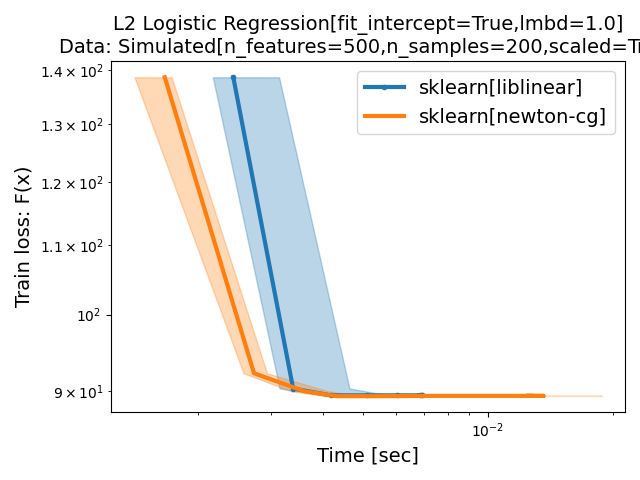 L2 Logistic Regression[fit_intercept=True,lmbd=1.0]
Data: Simulated[n_features=500,n_samples=200,scaled=T
sklearn[liblinear]
sklearn[newton-cg]
1.4 × 10²
1.3 × 10²
1.2 × 10²
1.1 × 10²
10²
9 × 10¹
Train loss: F(x)
10⁻²
Time [sec]